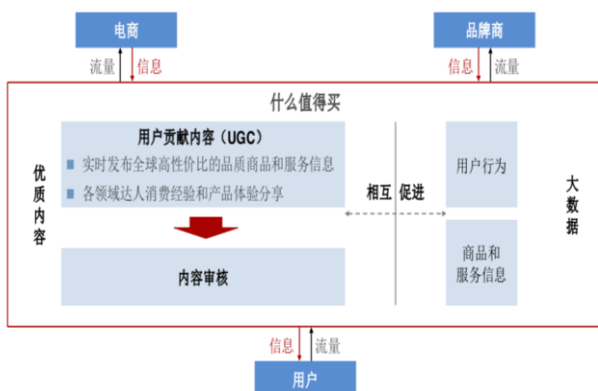 电商
品牌商
流量
信息
信息
流量
什么值得买
优质内容
用户贡献内容（UGC）
实时发布全球高性价比的品质商品和服务信息
各领域达人消费经验和产品体验分享
内容审核
相互 促进
用户行为
商品和
服务信息
大数据
信息
流量
用户